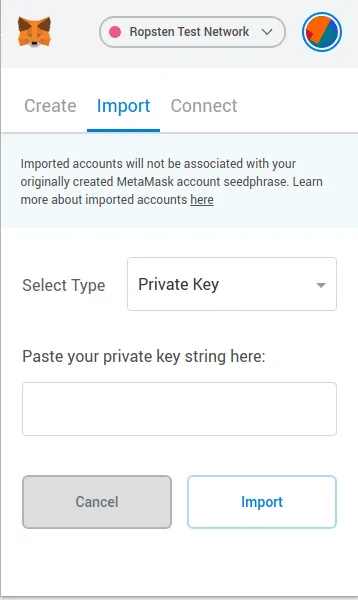 Ropsten Test Network
Create Import Connect
Imported accounts will not be associated with your
originally created MetaMask account seedphrase. Learn
more about imported accounts here
Select Type Private Key
Paste your private key string here:
Cancel Import